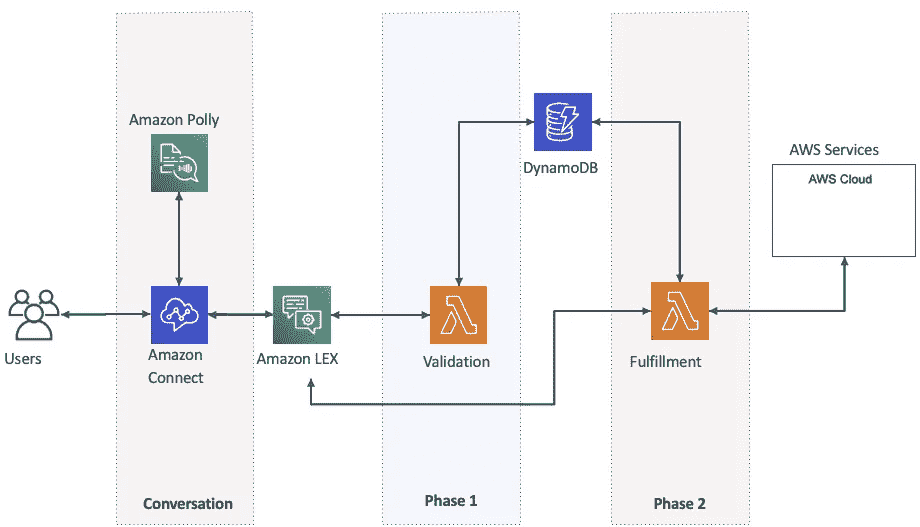 Amazon Polly
DynamoDB
AWS Services
AWS Cloud
Users
Amazon
Connect
Amazon LEX
Validation
Fulfillment
Conversation
Phase 1
Phase 2